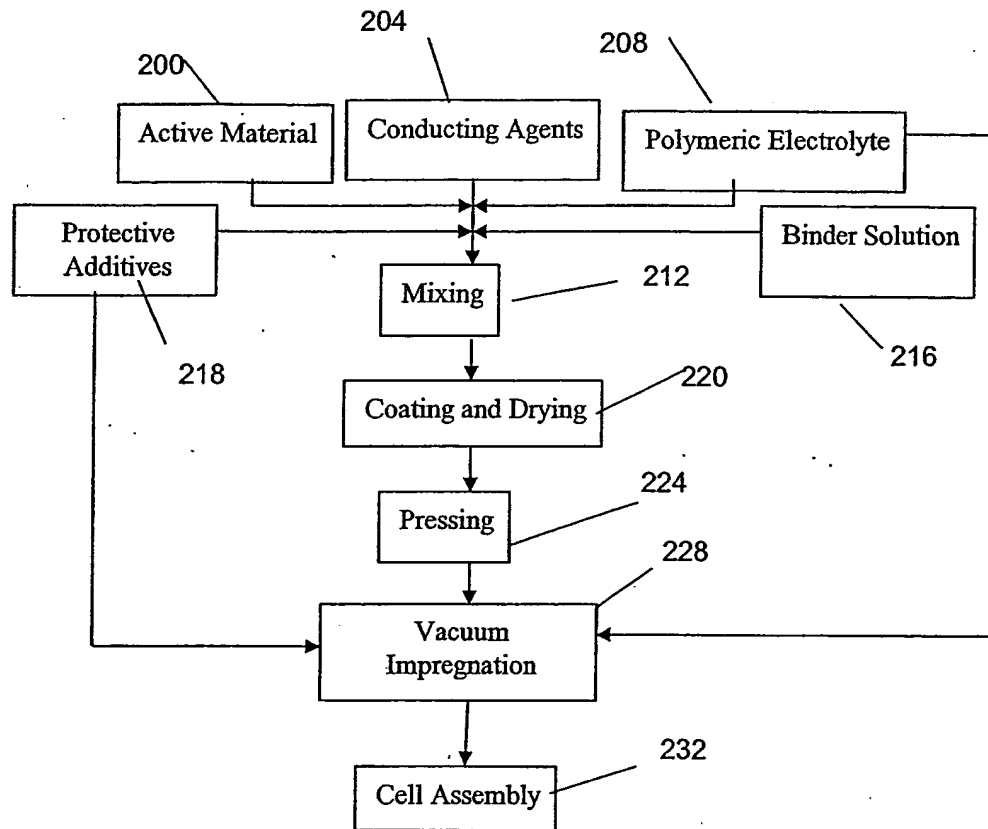 204
208
200
Active Material
Conducting Agents
Polymeric Electrolyte
Protective
Additives
Binder Solution
Mixing
212
218
216
220
Coating and Drying
224
Pressing
228
Vacuum
Impregnation
232
Cell Assembly